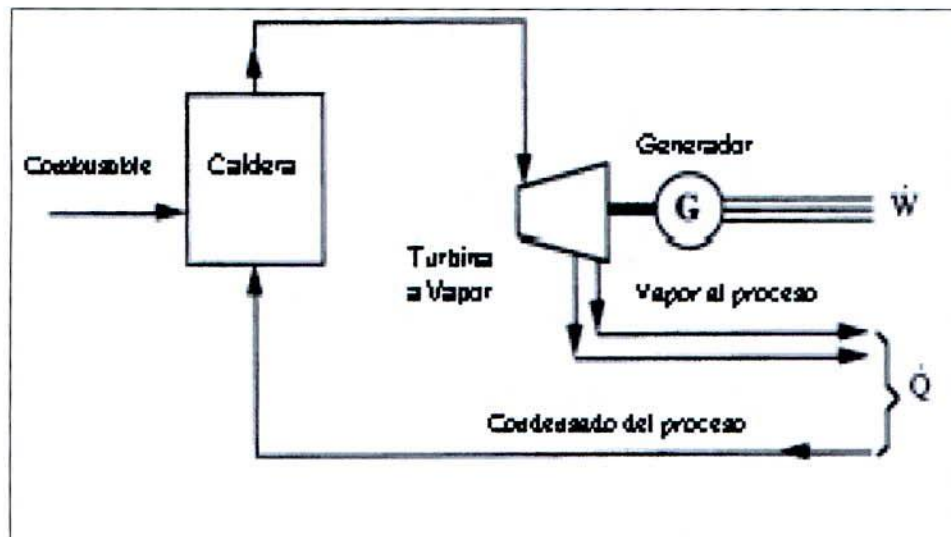 Combustible
Caldera
Generador
G
Ẇ
Turbina
a Vapor
Vapor al proceso
Q̇
Condensado del proceso